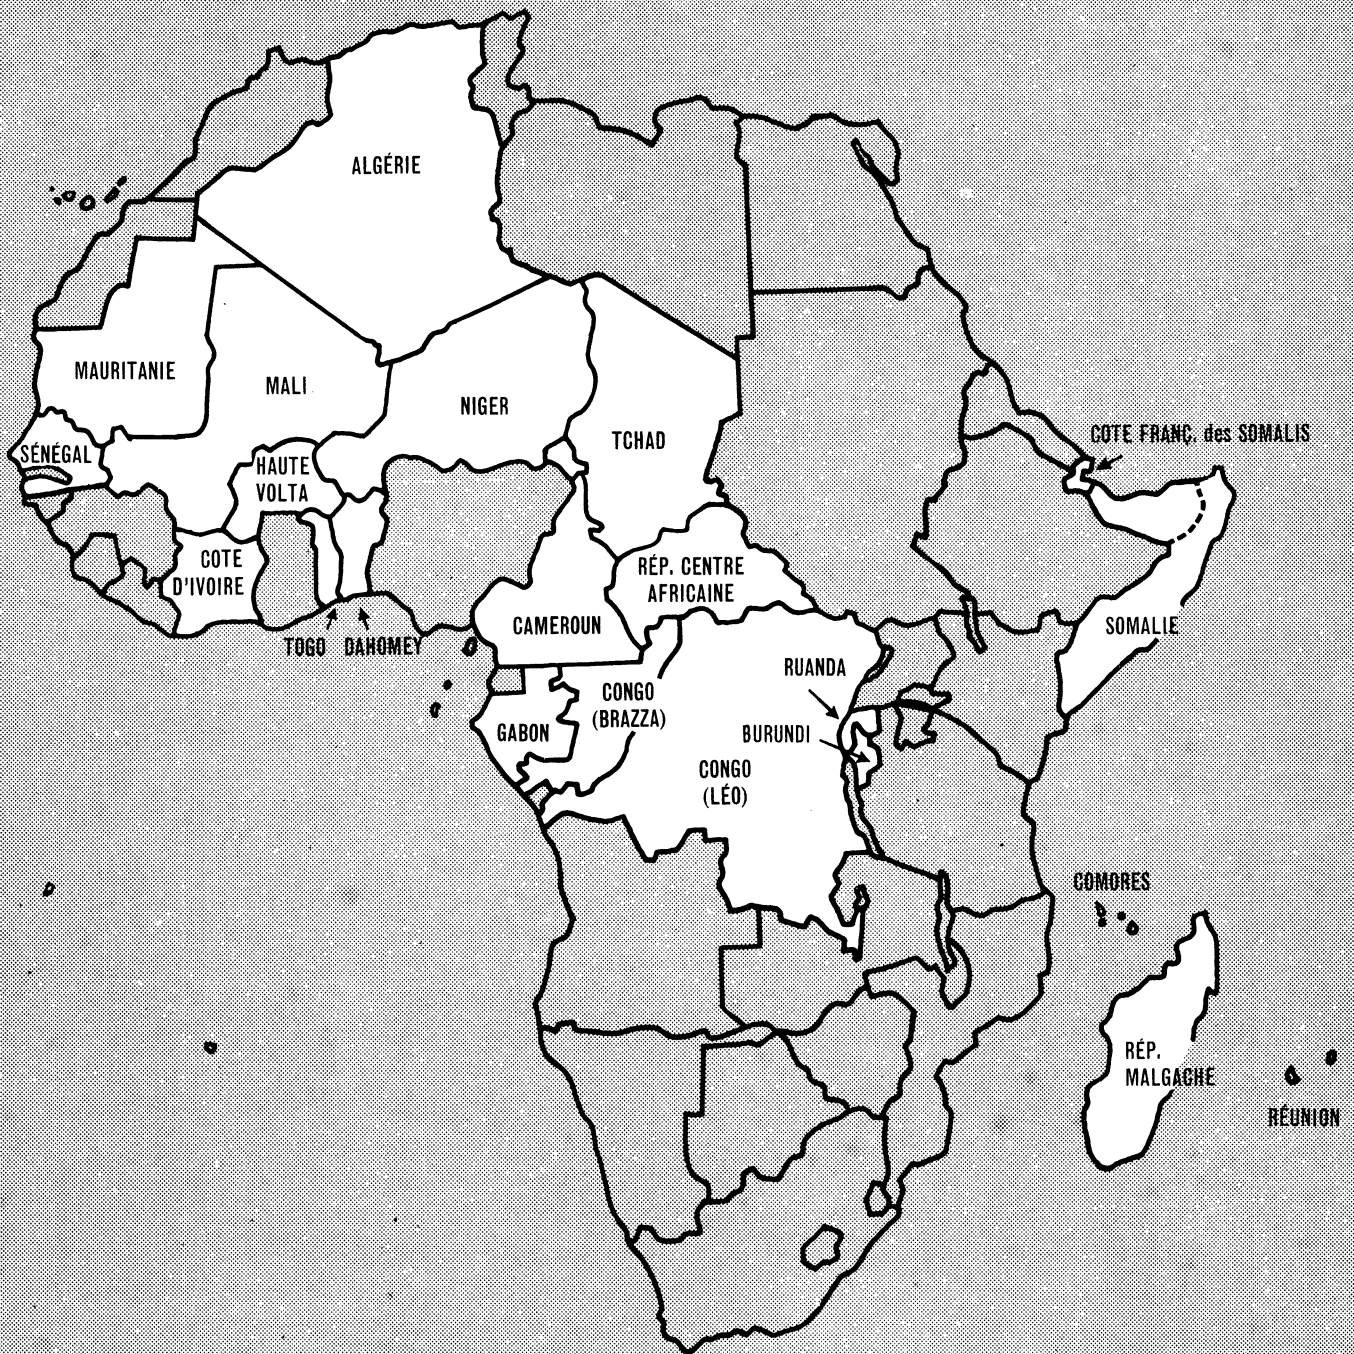 ALGÉRIE
MAURITANIE
MALI
NIGER
TCHAD
COTE FRANÇ. des SOMALIS
SÉNÉGAL
HAUTE
VOLTA
COTE
D'IVOIRE
RÉP. CENTRE
AFRICAINE
TOGO
DAHOMEY
CAMEROUN
SOMALIE
RUANDA
CONGO
(BRAZZA)
GABON
BURUNDI
CONGO
(LÉO)
COMORES
RÉP.
MALGACHE
RÉUNION